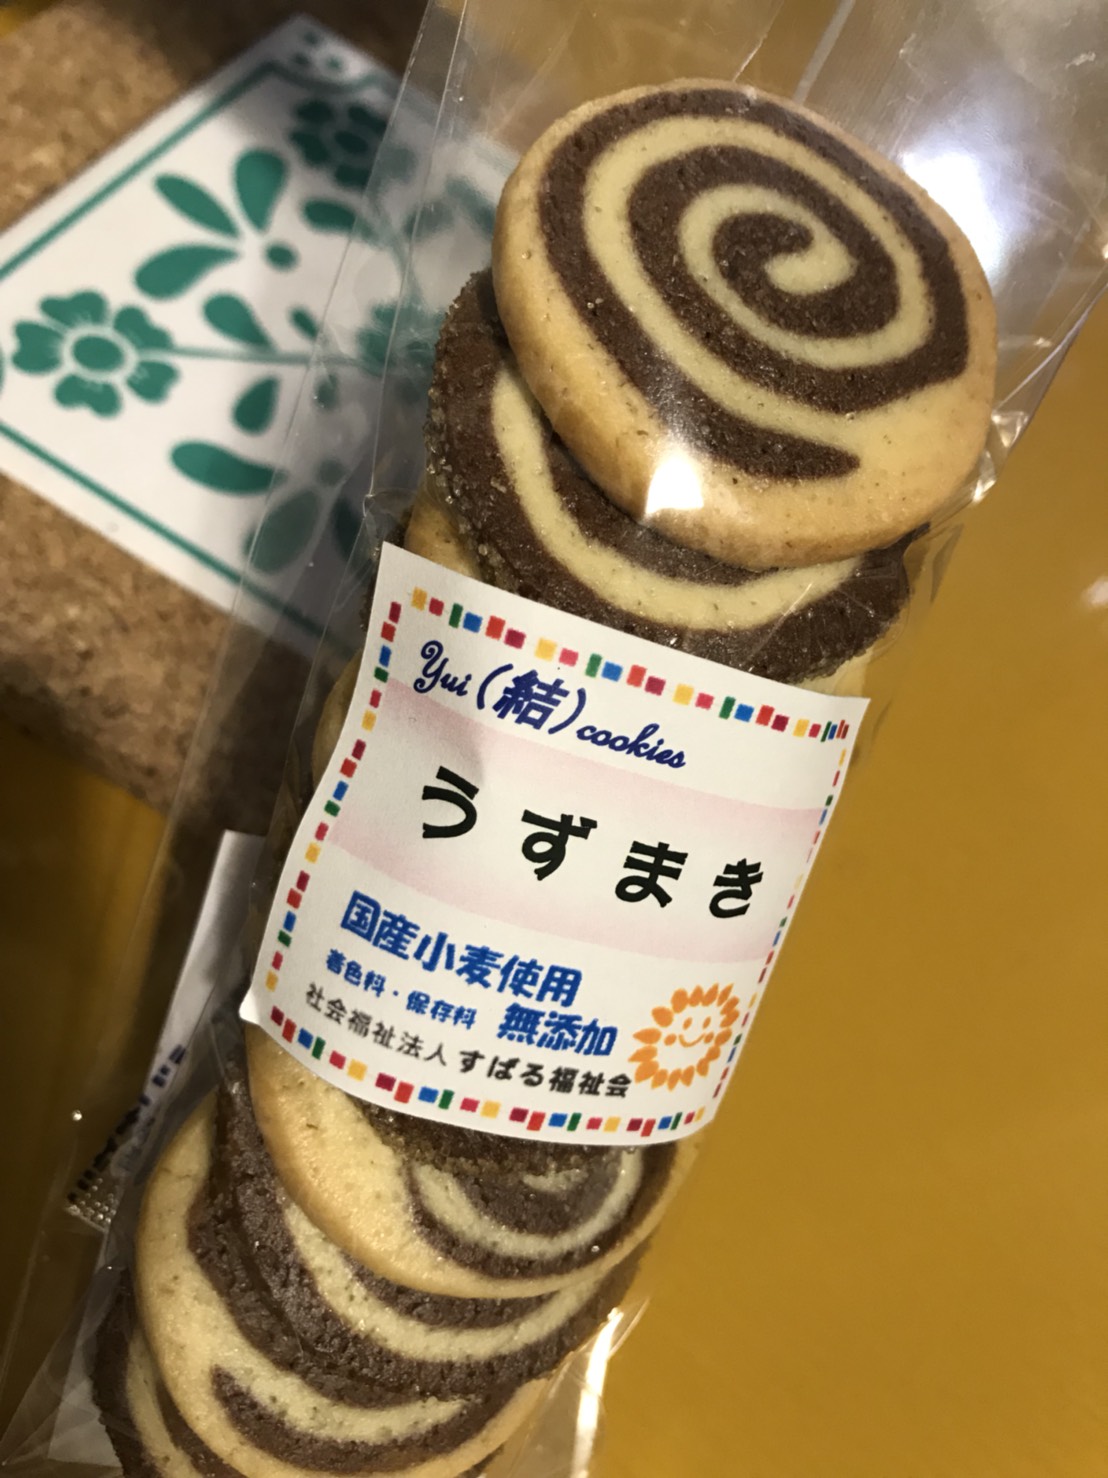 Yui (結) cookies
うずまき
国産小麦使用
着色料・保存料 無添加
社会福祉法人 すばる福祉会